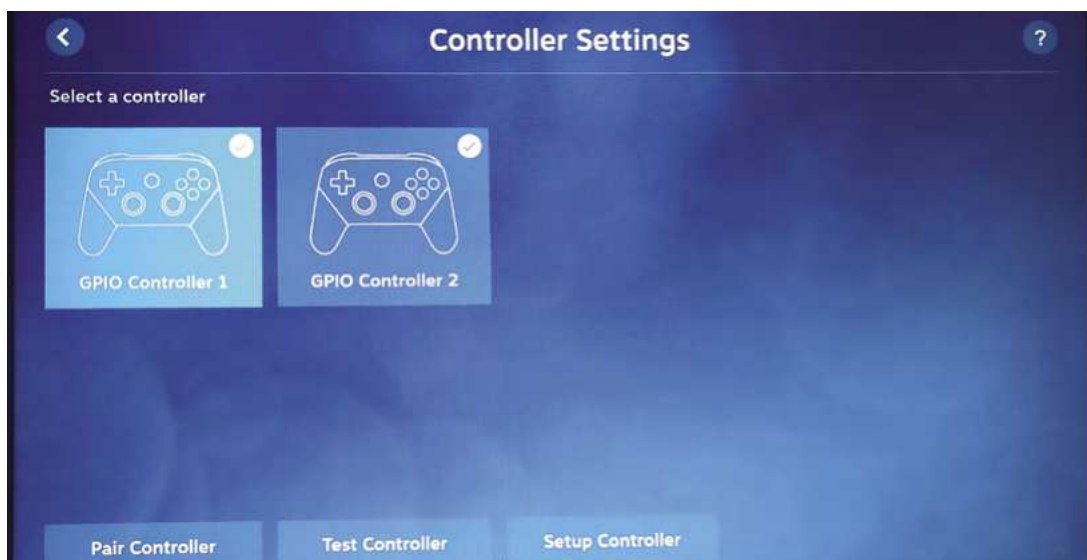 Controller Settings
?
Select a controller
GPIO Controller 1
GPIO Controller 2
Pair Controller
Test Controller
Setup Controller